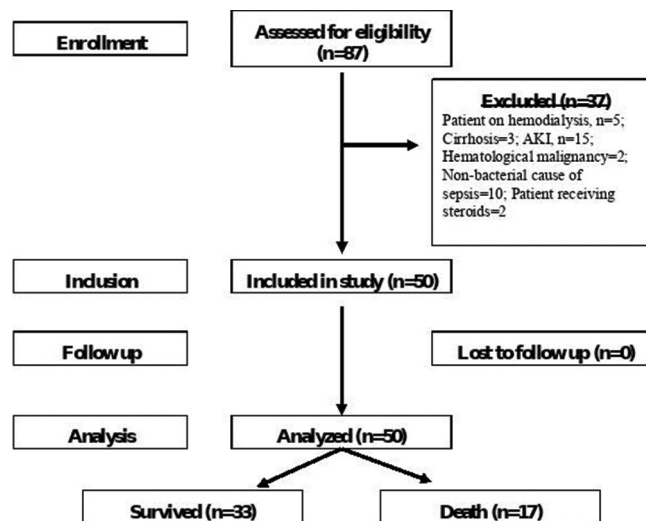 Enrollment
Assessed for eligibility
(n=87)
Excluded (n=37)
Patient on hemodialysis, n=5;
Cirrhosis=3; AKI, n=15;
Hematological malignancy=2;
Non-bacterial cause of
sepsis=10; Patient receiving
steroids=2
Inclusion
Included in study (n=50)
Follow up
Lost to follow up (n=0)
Analysis
Analyzed (n=50)
Survived (n=33)
Death (n=17)